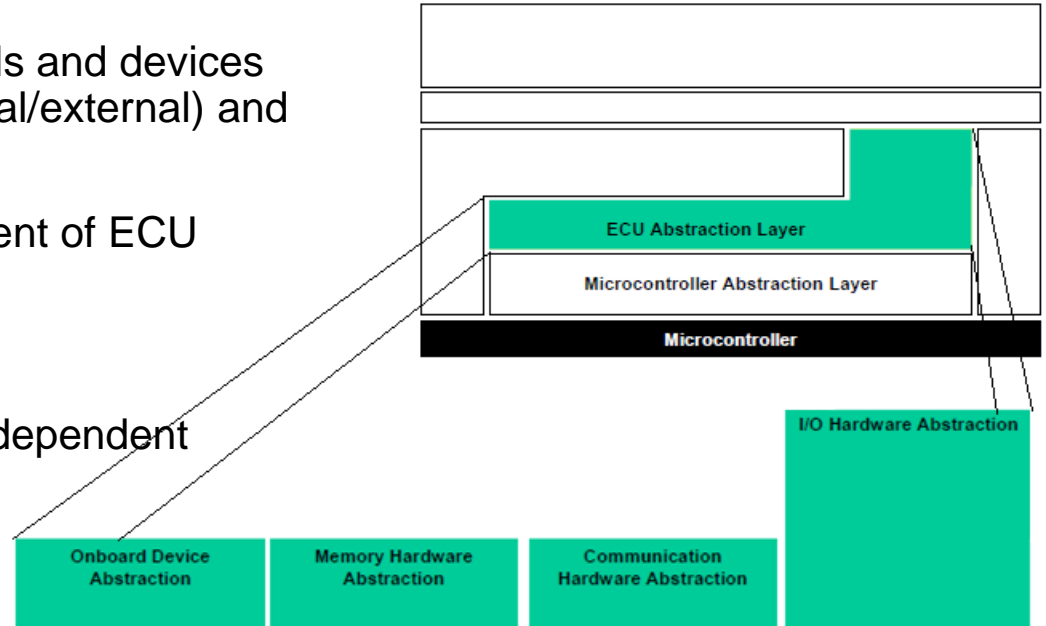 ls and devices
al/external) and
ent of ECU
dependent
ECU Abstraction Layer
Microcontroller Abstraction Layer
Microcontroller
I/O Hardware Abstraction
Onboard Device
Abstraction
Memory Hardware
Abstraction
Communication
Hardware Abstraction